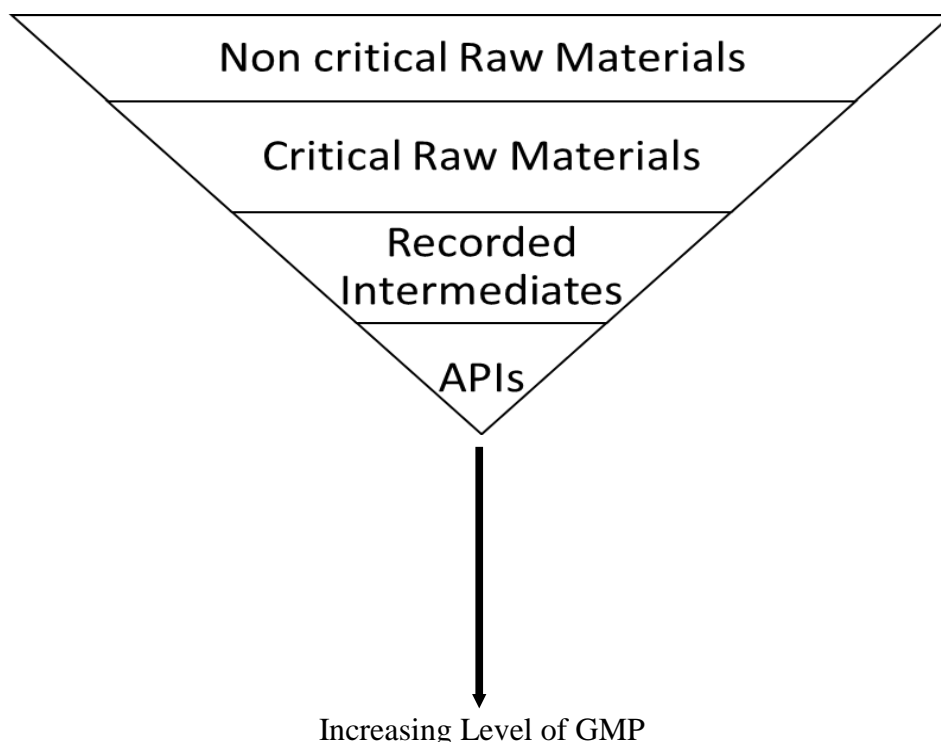 Non critical Raw Materials
Critical Raw Materials
Recorded
Intermediates
APIs
Increasing Level of GMP